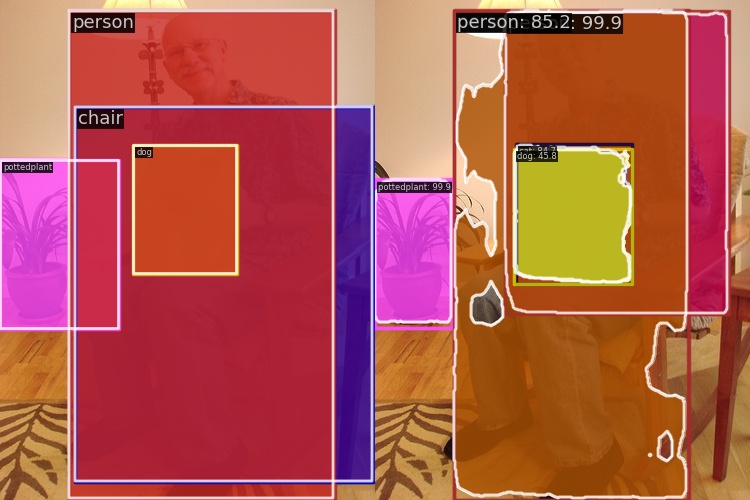 person
chair
dog
pottedplant
person: 85.2: 99.9
dog: 45.8
pottedplant: 99.9